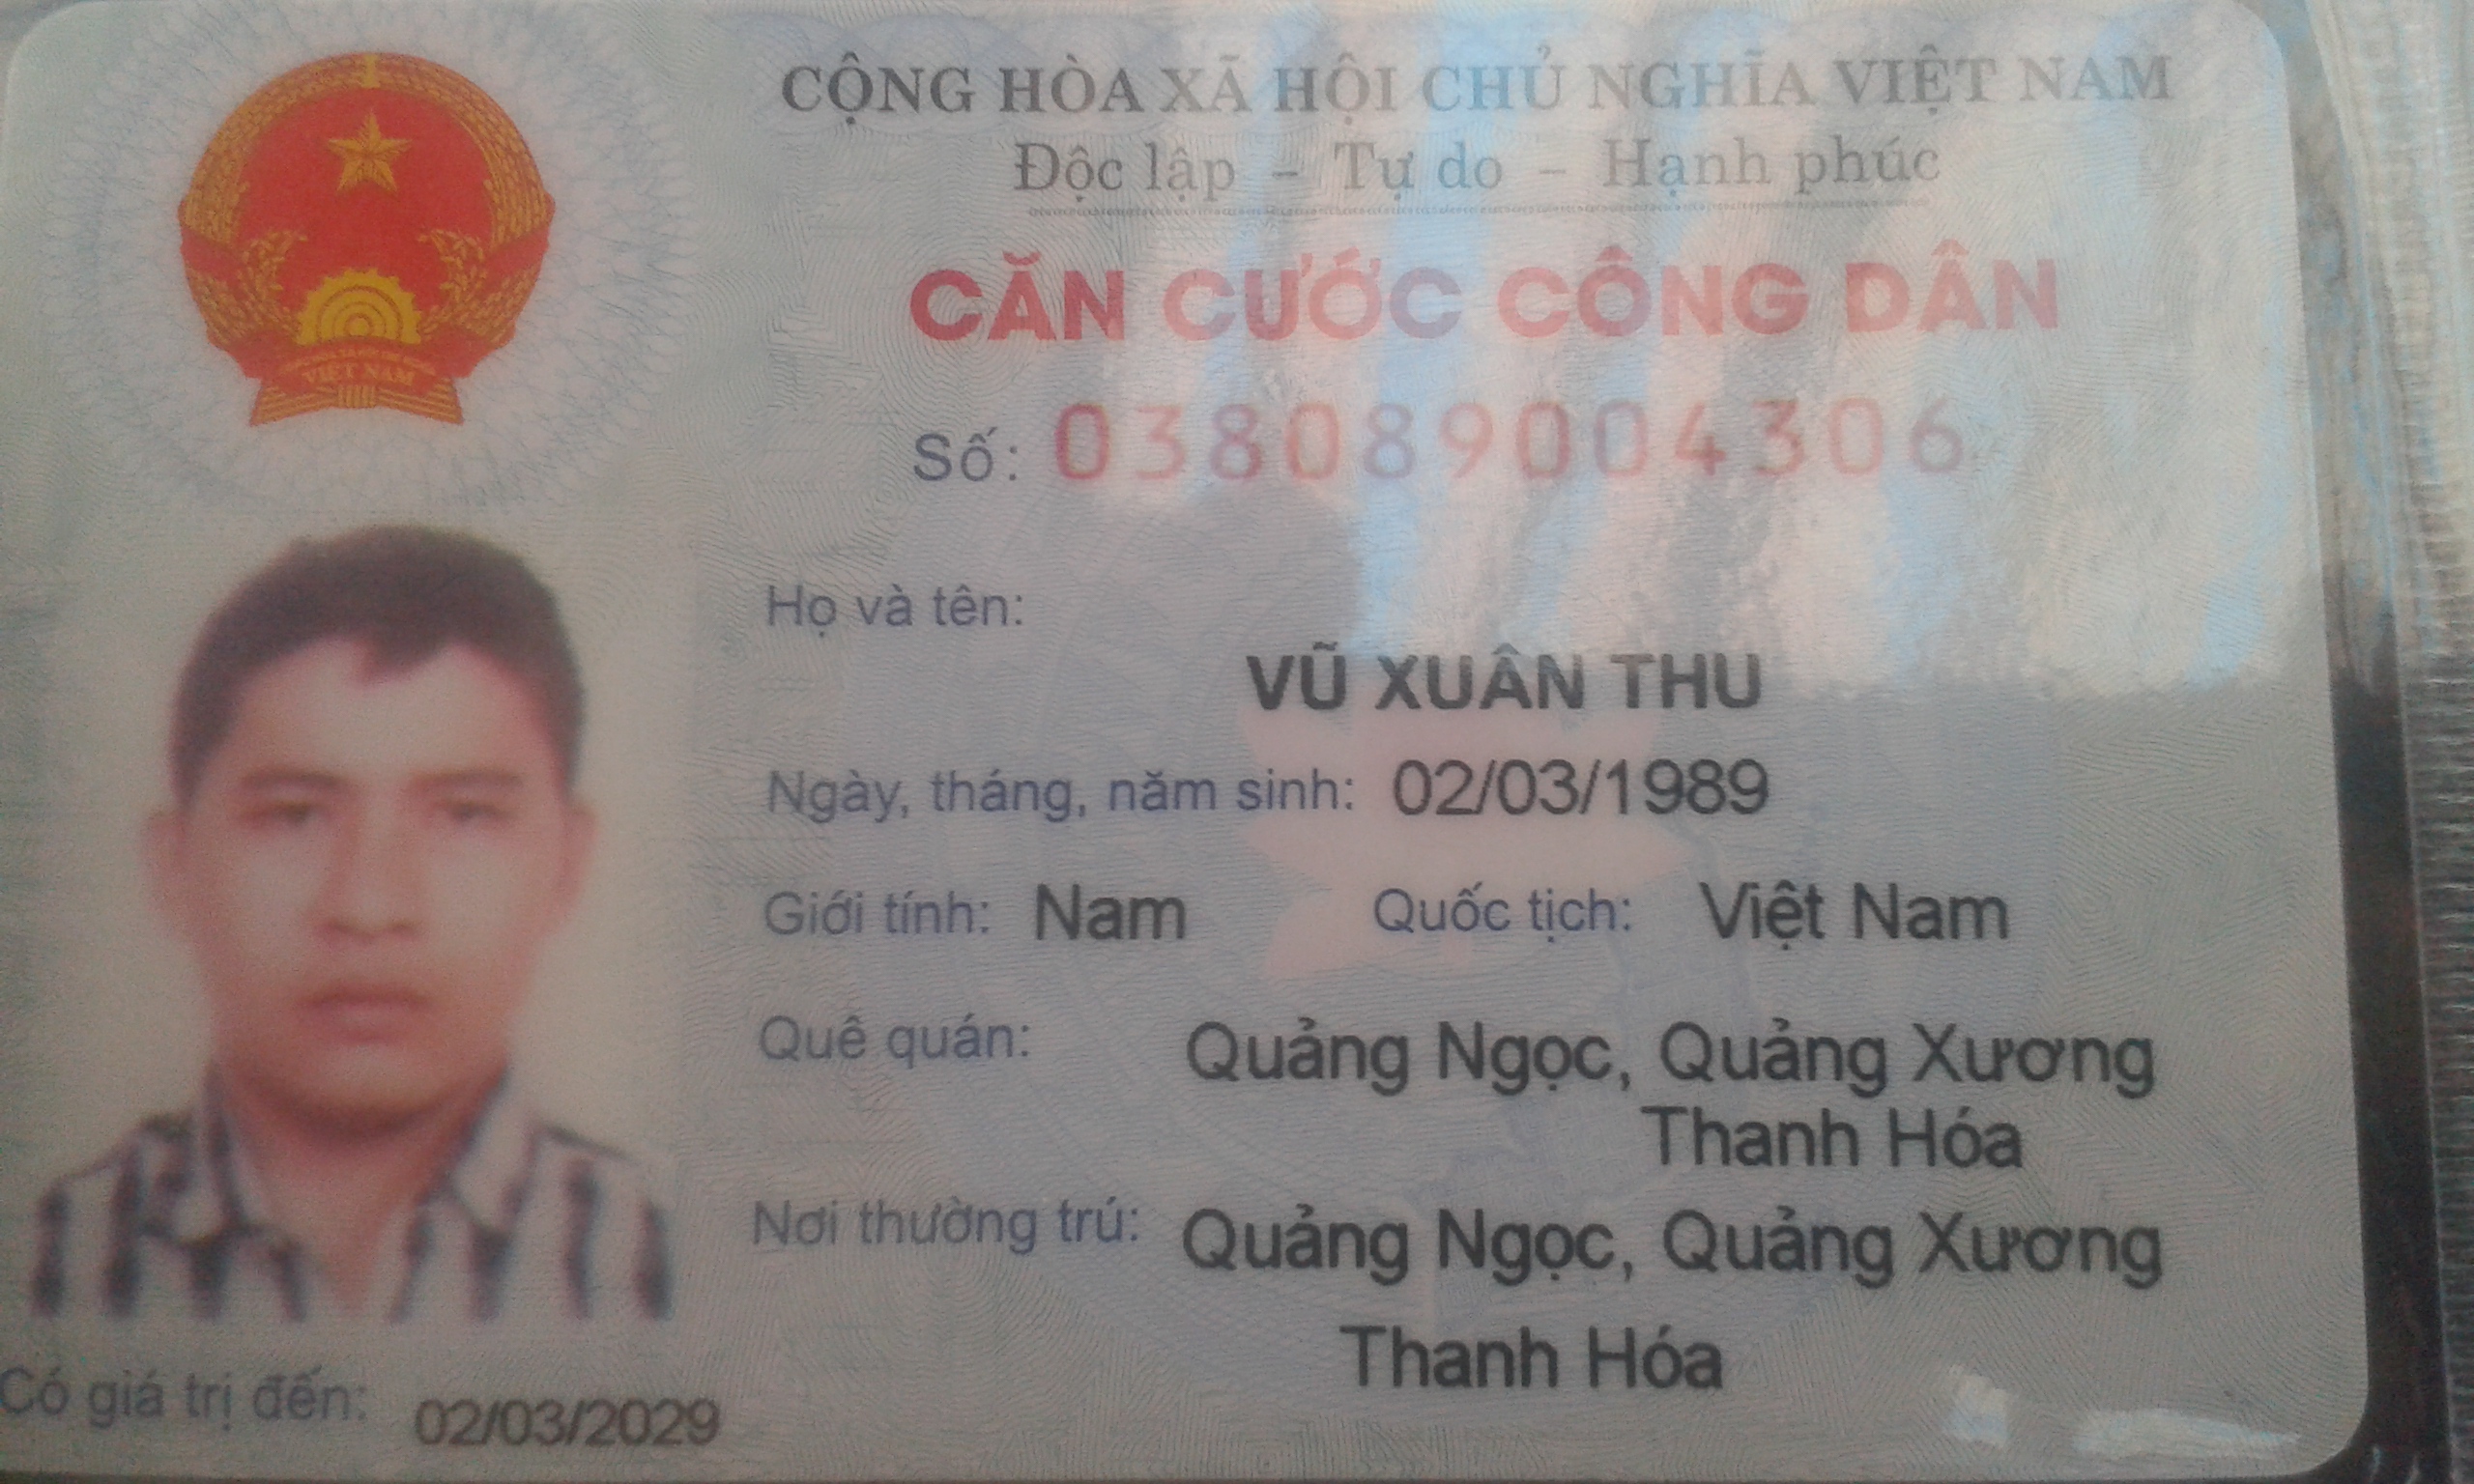 CỘNG HÒA XÃ HỘI CHỦ NGHĨA VIỆT NAM
Độc lập - Tự do - Hạnh phúc
CĂN CƯỚC CÔNG DÂN
Số: 038089004306
Họ và tên:
VŨ XUÂN THU
Ngày, tháng, năm sinh: 02/03/1989
Giới tính: Nam Quốc tịch: Việt Nam
Quê quán: Quảng Ngọc, Quảng Xương
Thanh Hóa
Nơi thường trú: Quảng Ngọc, Quảng Xương
Thanh Hóa
Có giá trị đến: 02/03/2029
VIỆT NAM